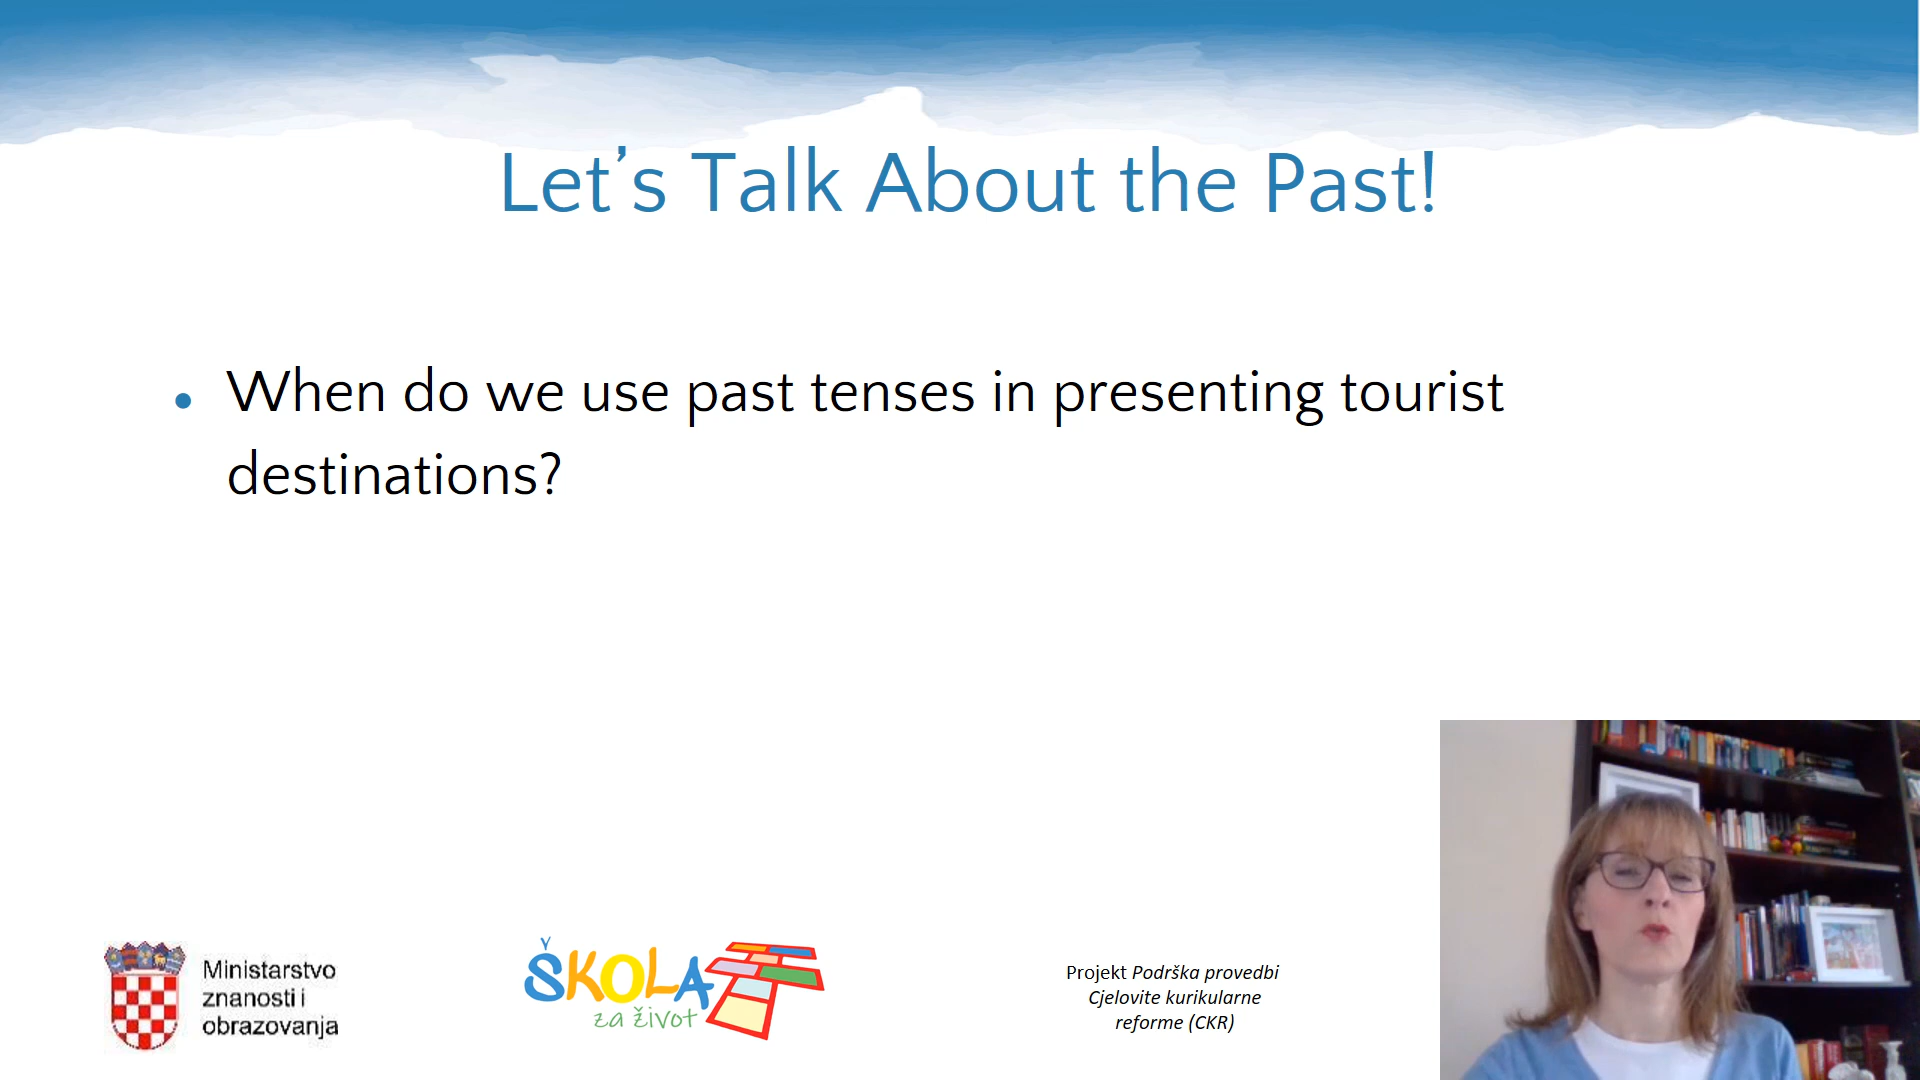 Let’s Talk About the Past!
• When do we use past tenses in presenting tourist
destinations?
Ministarstvo
znanosti i
obrazovanja
ŠKOLA
za život
Projekt Podrška provedbi
Cjelovite kurikularne
reforme (CKR)